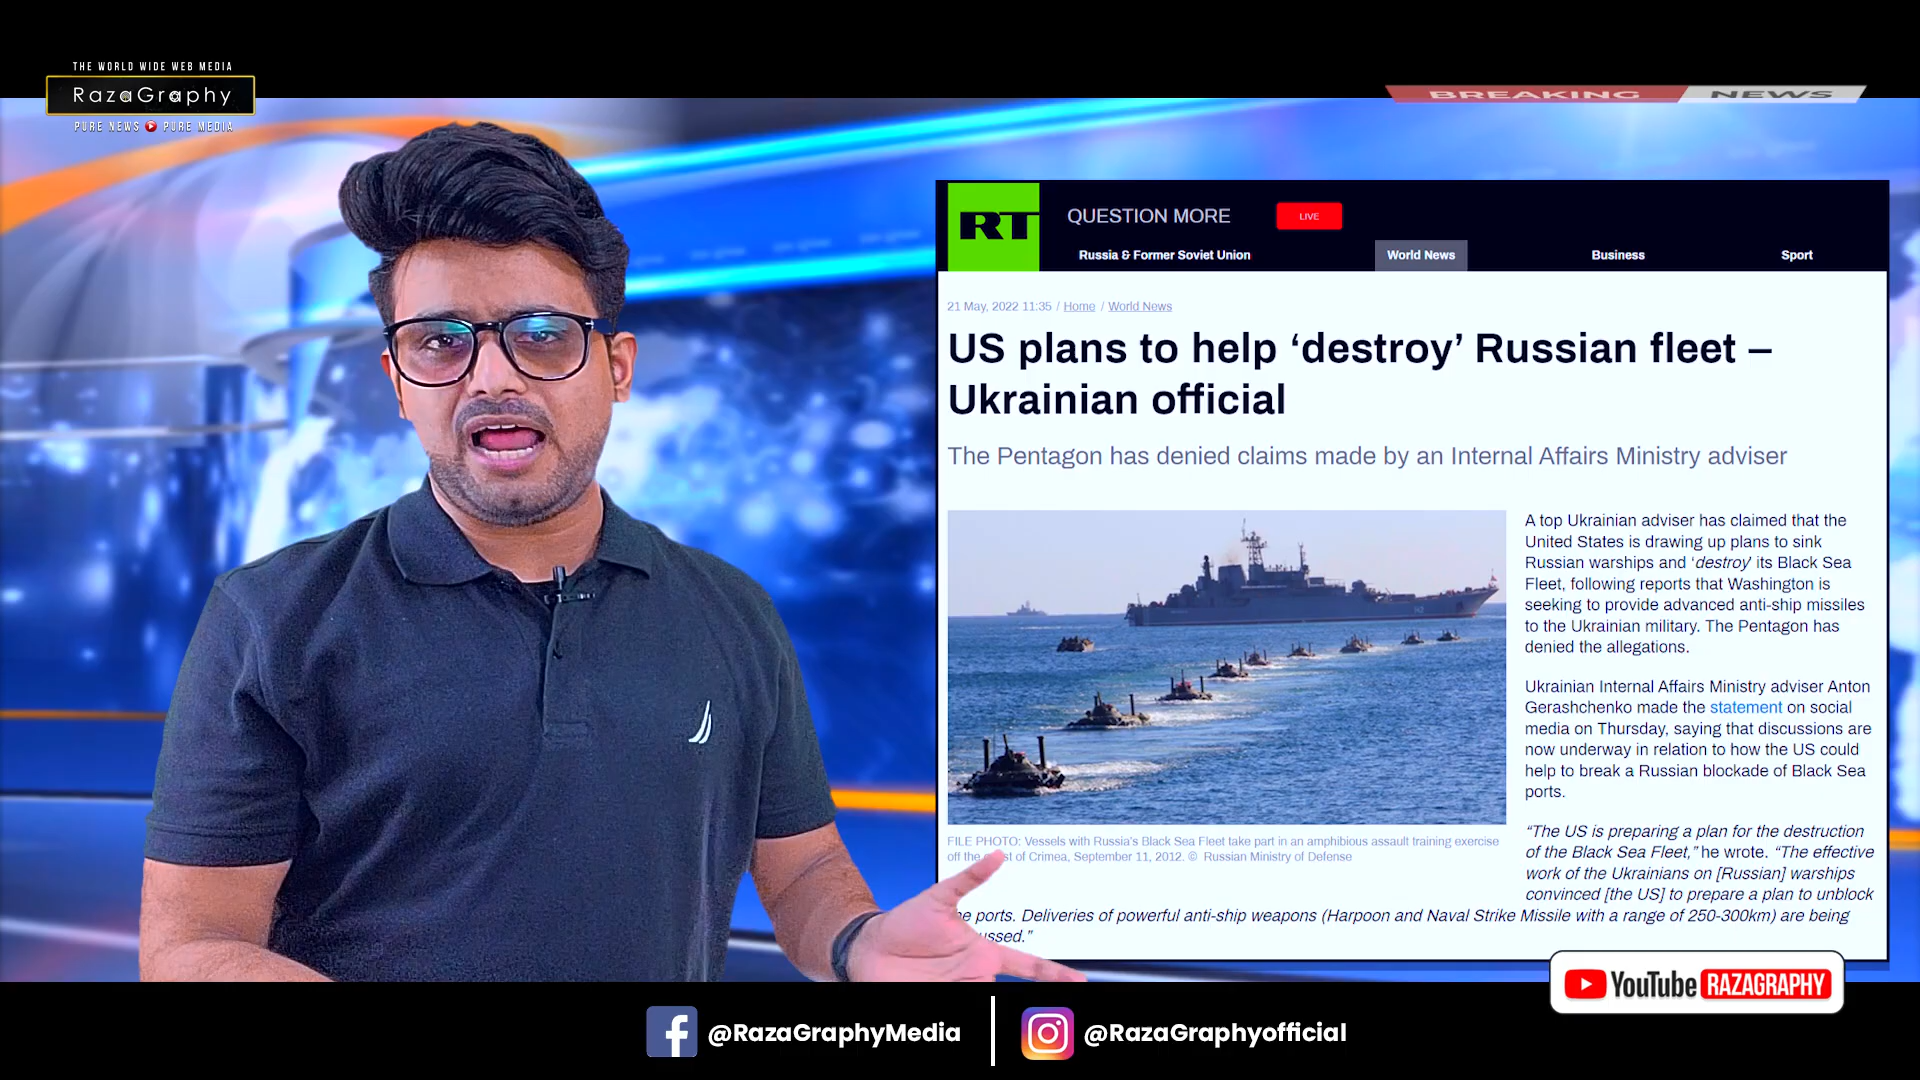 THE WORLD WIDE WEB MEDIA
RazaGraphy
PURE NEWS PURE MEDIA
BREAKING NEWS
RT
QUESTION MORE
LIVE
Russia & Former Soviet Union
World News
Business
Sport
21 May, 2022 11:35 / Home / World News
US plans to help ‘destroy’ Russian fleet –
Ukrainian official
The Pentagon has denied claims made by an Internal Affairs Ministry adviser
A top Ukrainian adviser has claimed that the
United States is drawing up plans to sink
Russian warships and ‘destroy’ its Black Sea
Fleet, following reports that Washington is
seeking to provide advanced anti-ship missiles
to the Ukrainian military. The Pentagon has
denied the allegations.
Ukrainian Internal Affairs Ministry adviser Anton
Gerashchenko made the statement on social
media on Thursday, saying that discussions are
now underway in relation to how the US could
help to break a Russian blockade of Black Sea
ports.
“The US is preparing a plan for the destruction
of the Black Sea Fleet,” he wrote. “The effective
work of the Ukrainians on [Russian] warships
convinced [the US] to prepare a plan to unblock
ports. Deliveries of powerful anti-ship weapons (Harpoon and Naval Strike Missile with a range of 250-300km) are being
FILE PHOTO: Vessels with Russia's Black Sea Fleet take part in an amphibious assault training exercise
off the of Crimea, September 11, 2012. © Russian Ministry of Defense
YouTube RAZAGRAPHY
@RazaGraphyMedia
@RazaGraphyofficial